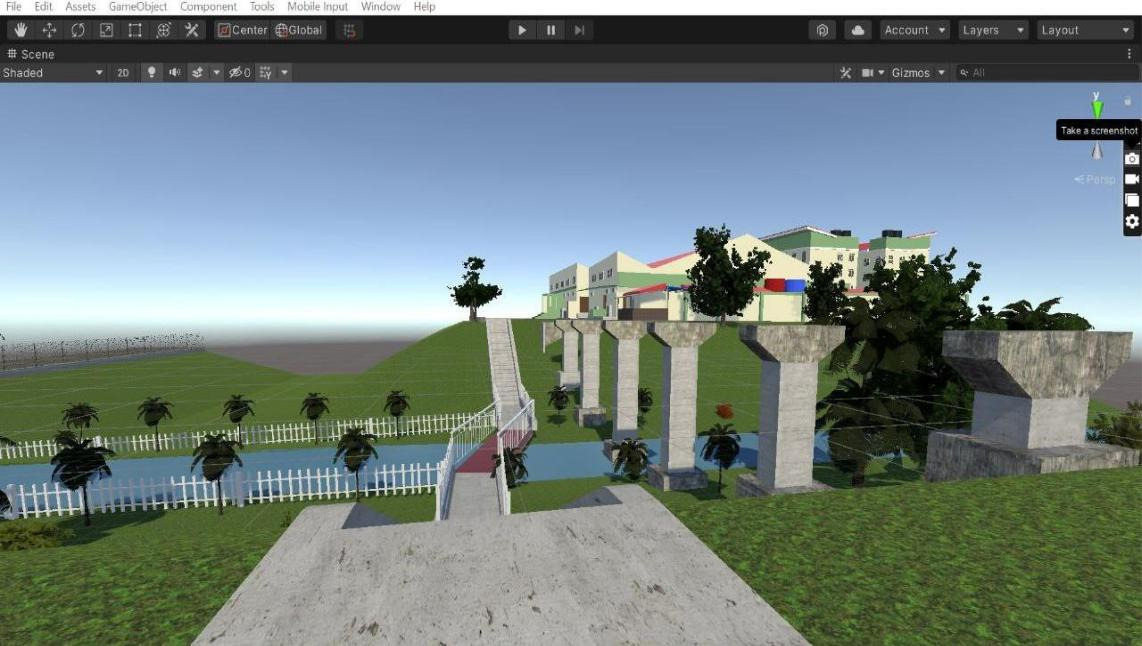 File Edit Assets GameObject Component Tools Mobile Input Window Help
Center Global Account Layers Layout
Scene
Shaded 2D 0 Gizmos All
y
Take a screenshot
Persp